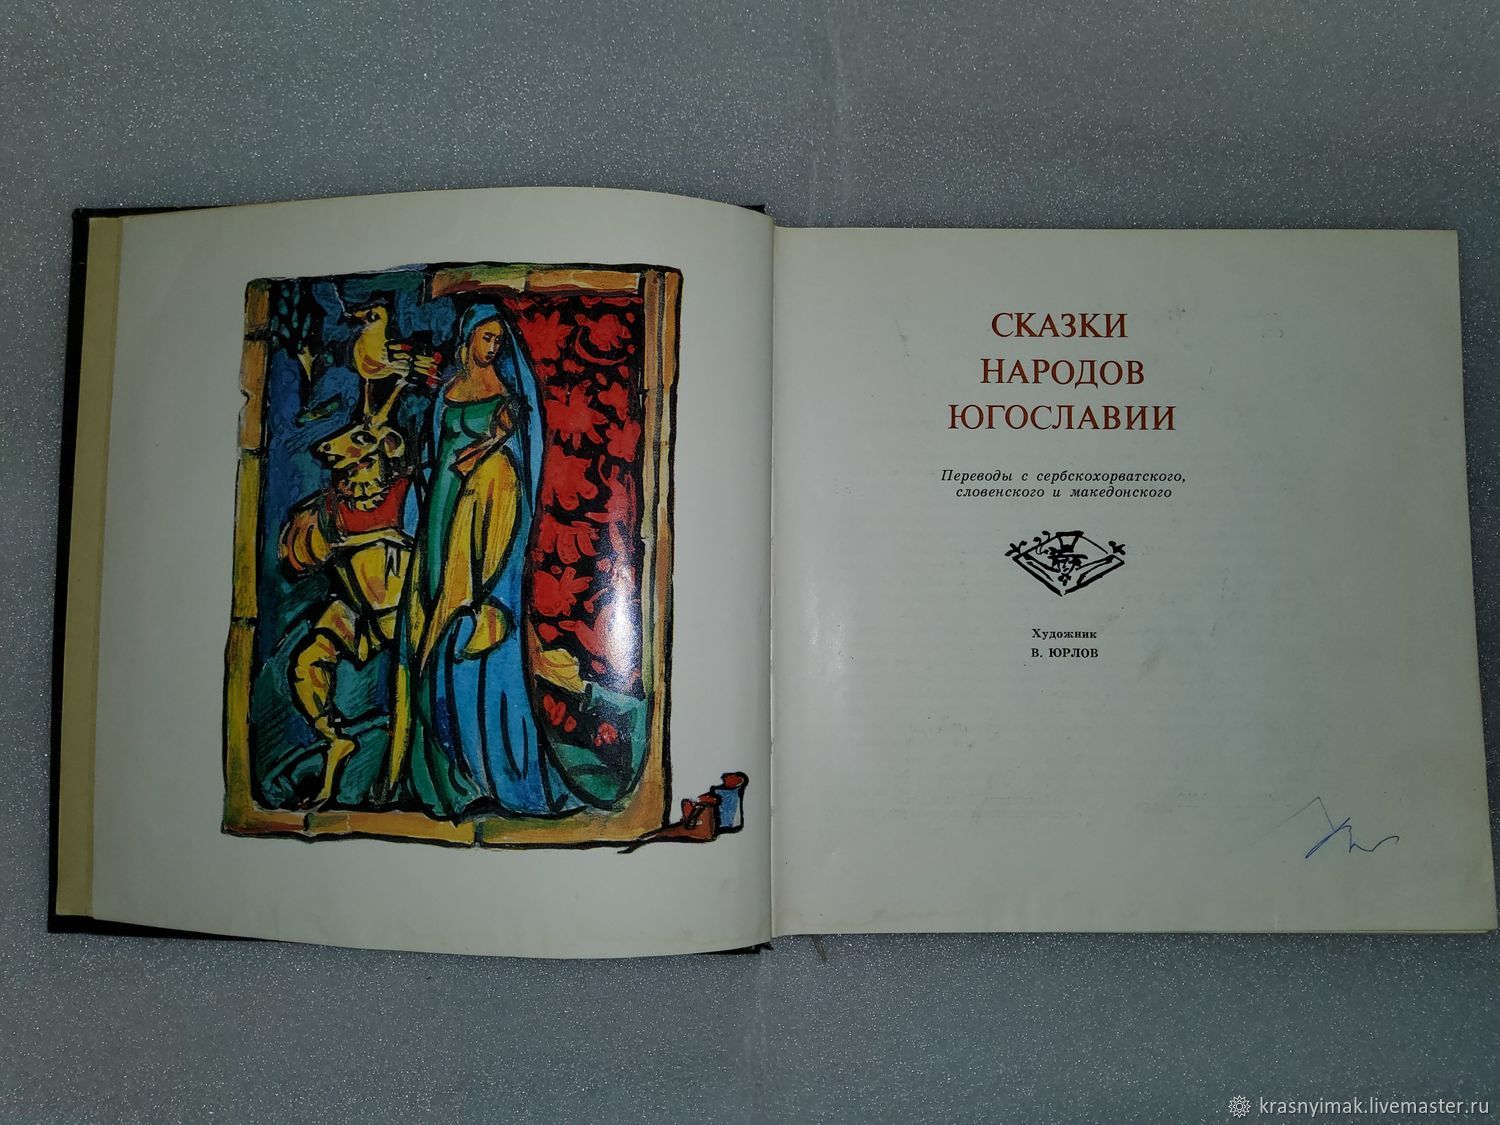 СКАЗКИ
НАРОДОВ
ЮГОСЛАВИИ
Переводы с сербскохорватского,
словенского и македонского
Художник
В. ЮРЛОВ
krasnyimak.livemaster.ru